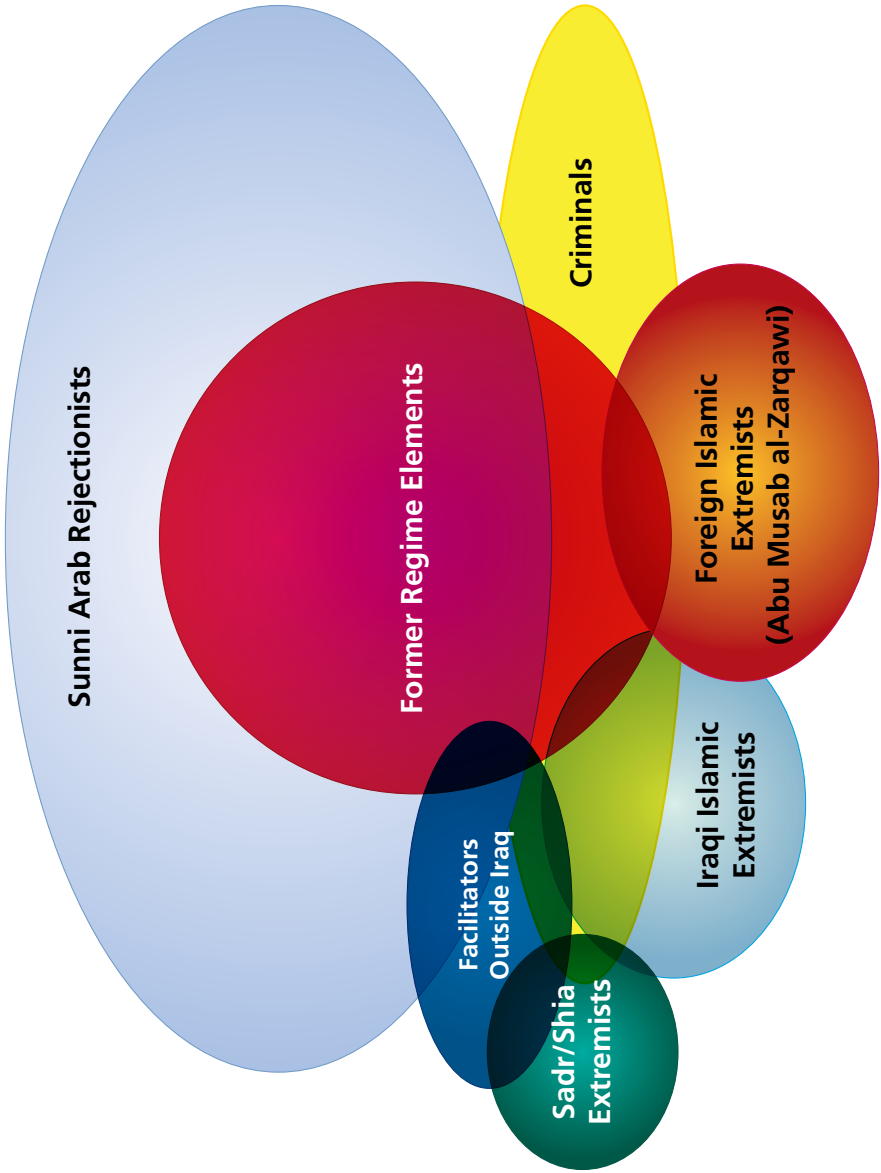 Sunni Arab Rejectionists
Former Regime Elements
Facilitators
Outside Iraq
Criminals
Sadr/Shia
Extremists
Iraqi Islamic
Extremists
Foreign Islamic
Extremists
(Abu Musab al-Zarqawi)